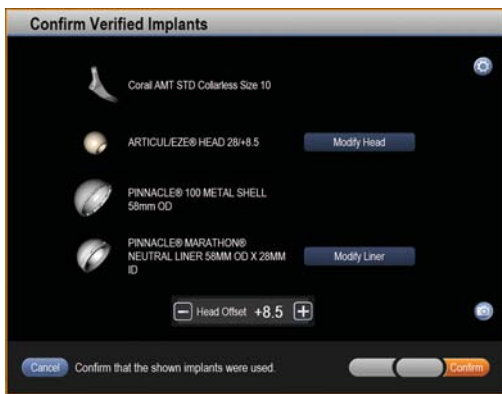 Confirm Verified Implants
Corail AMT STD Collarless Size 10
ARTICUL/EZE® HEAD 28/+8.5
Modify Head
PINNACLE® 100 METAL SHELL
58mm OD
PINNACLE® MARATHON®
NEUTRAL LINER 58MM OD X 28MM
ID
Modify Liner
− Head Offset +8.5 +
Cancel
Confirm that the shown implants were used.
Confirm